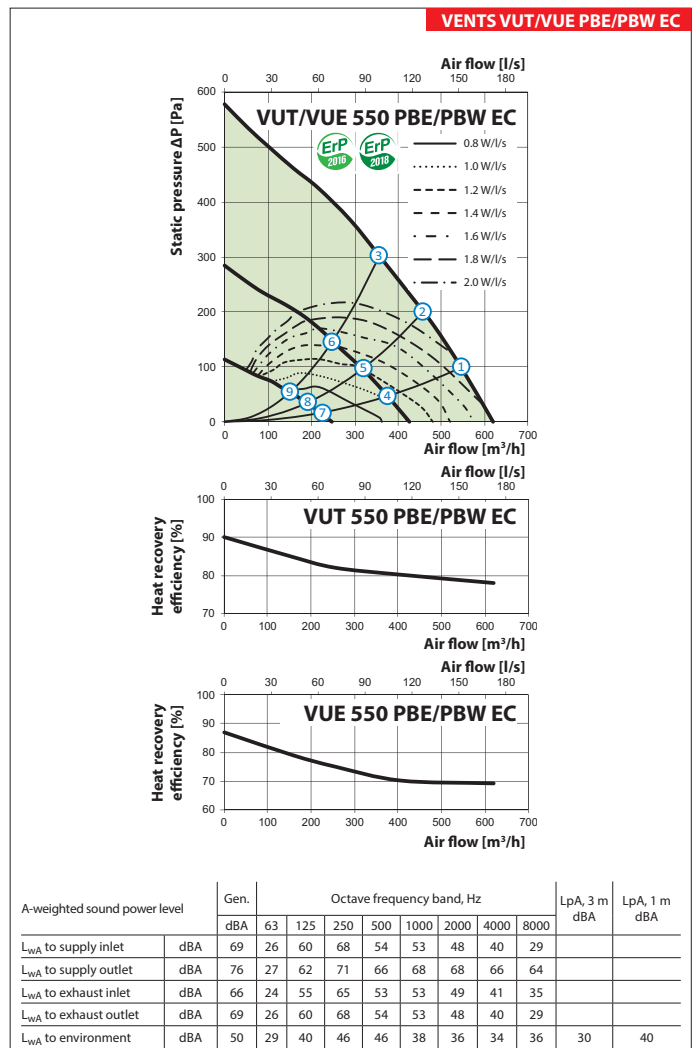 VENTS VUT/VUE PBE/PBW EC
Air flow [l/s]
0 30 60 90 120 150 180
600
500
400
300
200
100
0
Static pressure ΔP [Pa]
VUT/VUE 550 PBE/PBW EC
ErP 2016
ErP 2018
0.8 W/l/s
1.0 W/l/s
1.2 W/l/s
1.4 W/l/s
1.6 W/l/s
1.8 W/l/s
2.0 W/l/s
3
2
6
5
1
9
8
4
7
0 100 200 300 400 500 600 700
Air flow [m³/h]
Air flow [l/s]
0 30 60 90 120 150 180
100
90
80
70
Heat recovery
efficiency [%]
VUT 550 PBE/PBW EC
0 100 200 300 400 500 600 700
Air flow [m³/h]
Air flow [l/s]
0 30 60 90 120 150 180
100
90
80
70
60
Heat recovery
efficiency [%]
VUE 550 PBE/PBW EC
0 100 200 300 400 500 600 700
Air flow [m³/h]
A-weighted sound power level Gen. Octave frequency band, Hz LpA, 3 m dBA LpA, 1 m dBA
dBA 63 125 250 500 1000 2000 4000 8000
LwA to supply inlet dBA 69 26 60 68 54 53 48 40 29
LwA to supply outlet dBA 76 27 62 71 66 68 68 66 64
LwA to exhaust inlet dBA 66 24 55 65 53 53 49 41 35
LwA to exhaust outlet dBA 69 26 60 68 54 53 48 40 29
LwA to environment dBA 50 29 40 46 46 38 36 34 36 30 40